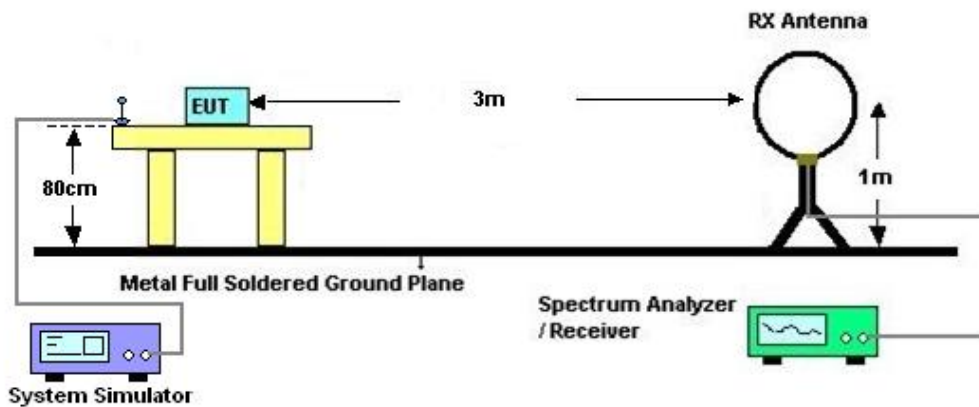 RX Antenna
EUT
3m
80cm
1m
Metal Full Soldered Ground Plane
Spectrum Analyzer
/ Receiver
System Simulator